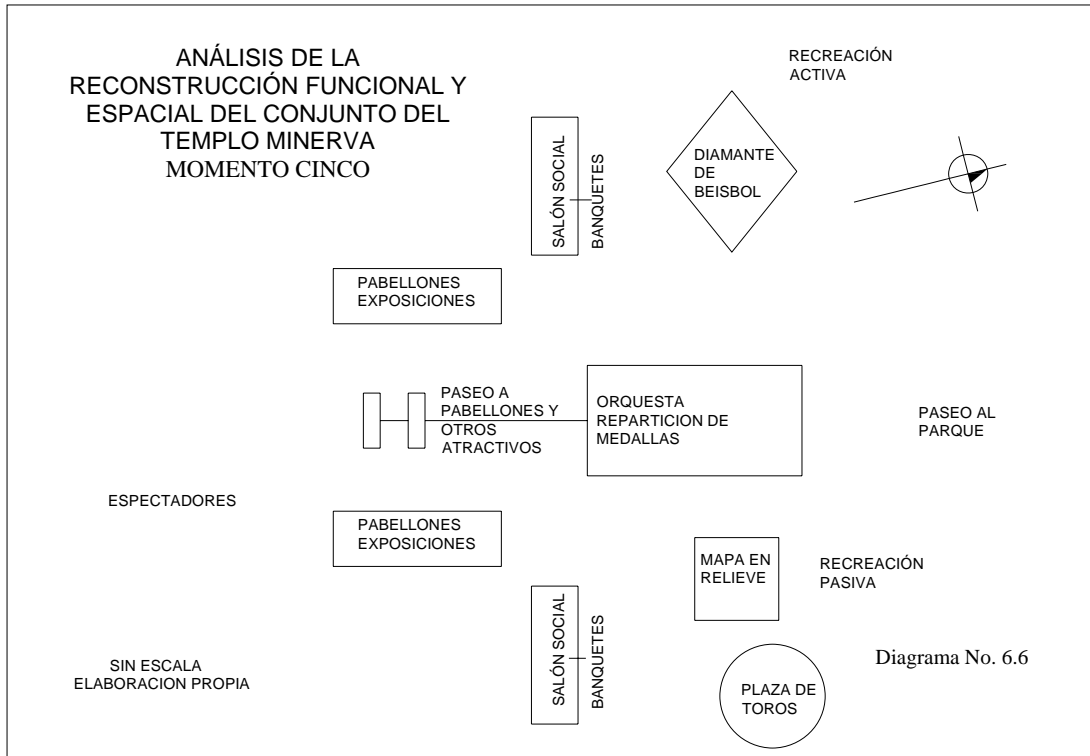 ANÁLISIS DE LA
RECONSTRUCCIÓN FUNCIONAL Y
ESPACIAL DEL CONJUNTO DEL
TEMPLO MINERVA
MOMENTO CINCO
RECREACIÓN
ACTIVA
SALÓN SOCIAL
BANQUETES
DIAMANTE
DE
BEISBOL
PABELLONES
EXPOSICIONES
PASEO A
PABELLONES Y
OTROS
ATRACTIVOS
ORQUESTA
REPARTICION DE
MEDALLAS
PASEO AL
PARQUE
ESPECTADORES
PABELLONES
EXPOSICIONES
MAPA EN
RELIEVE
RECREACIÓN
PASIVA
SALÓN SOCIAL
BANQUETES
PLAZA DE
TOROS
Diagrama No. 6.6
SIN ESCALA
ELABORACION PROPIA